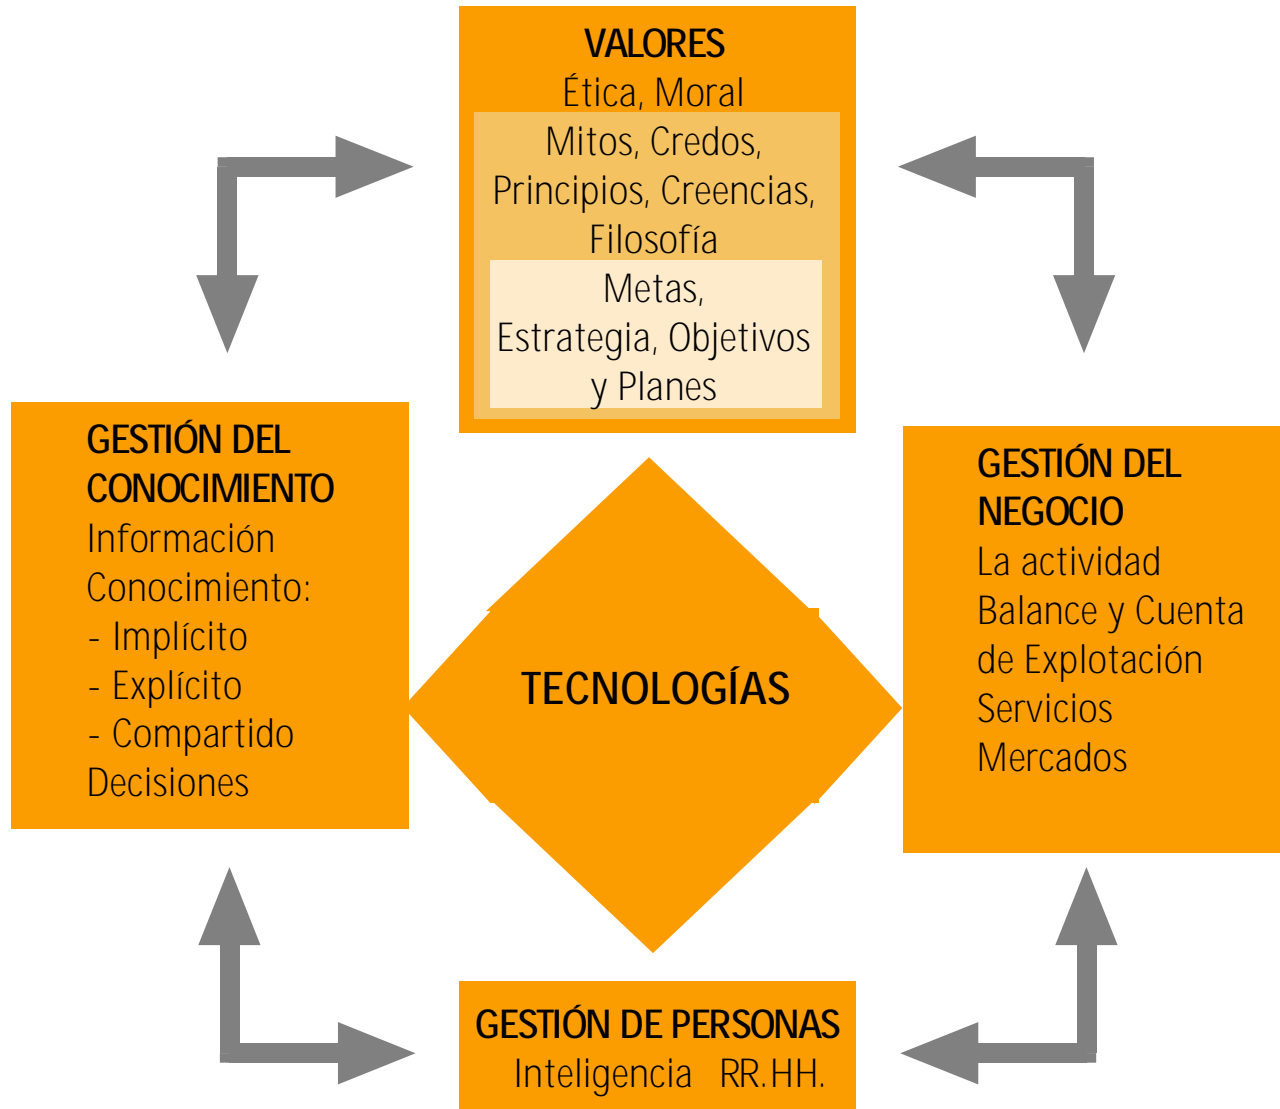 VALORES
Ética, Moral
Mitos, Credos,
Principios, Creencias,
Filosofía
Metas,
Estrategia, Objetivos
y Planes
GESTIÓN DEL
CONOCIMIENTO
Información
Conocimiento:
- Implícito
- Explícito
- Compartido
Decisiones
TECNOLOGÍAS
GESTIÓN DEL
NEGOCIO
La actividad
Balance y Cuenta
de Explotación
Servicios
Mercados
GESTIÓN DE PERSONAS
Inteligencia RR.HH.